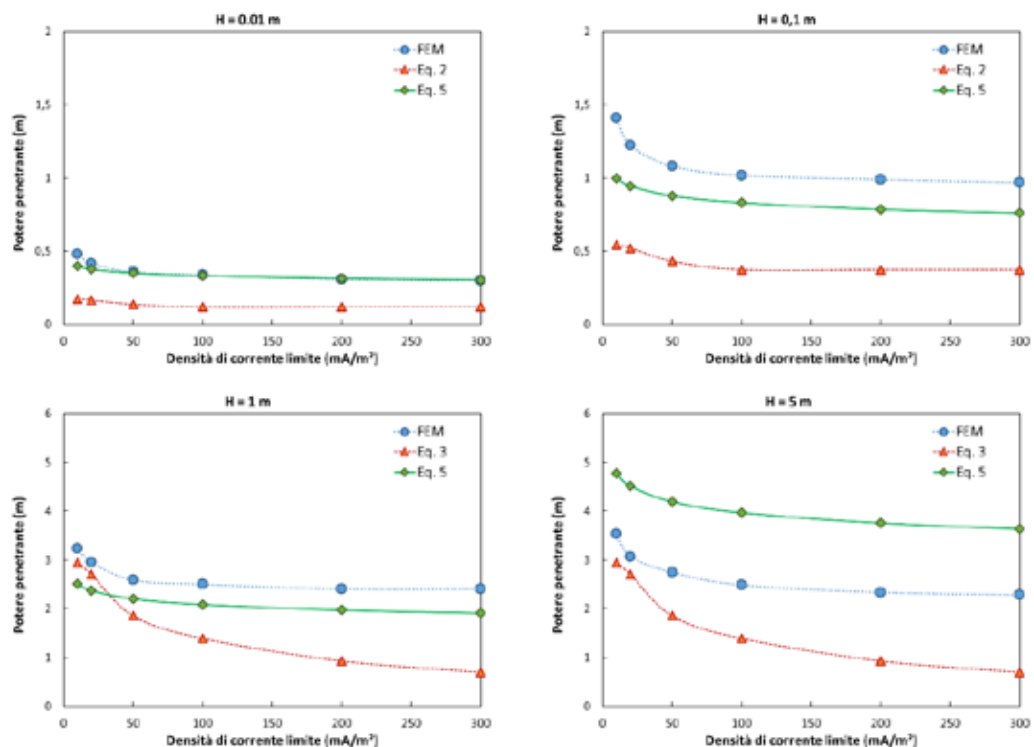 H = 0.01 m
2
1,5
1
0,5
0
Potere penetrante (m)
FEM
Eq. 2
Eq. 5
0 50 100 150 200 250 300
Densità di corrente limite (mA/m²)
H = 0,1 m
2
1,5
1
0,5
0
Potere penetrante (m)
FEM
Eq. 2
Eq. 5
0 50 100 150 200 250 300
Densità di corrente limite (mA/m²)
H = 1 m
6
5
4
3
2
1
0
Potere penetrante (m)
FEM
Eq. 3
Eq. 5
0 50 100 150 200 250 300
Densità di corrente limite (mA/m²)
H = 5 m
6
5
4
3
2
1
0
Potere penetrante (m)
FEM
Eq. 3
Eq. 5
0 50 100 150 200 250 300
Densità di corrente limite (mA/m²)